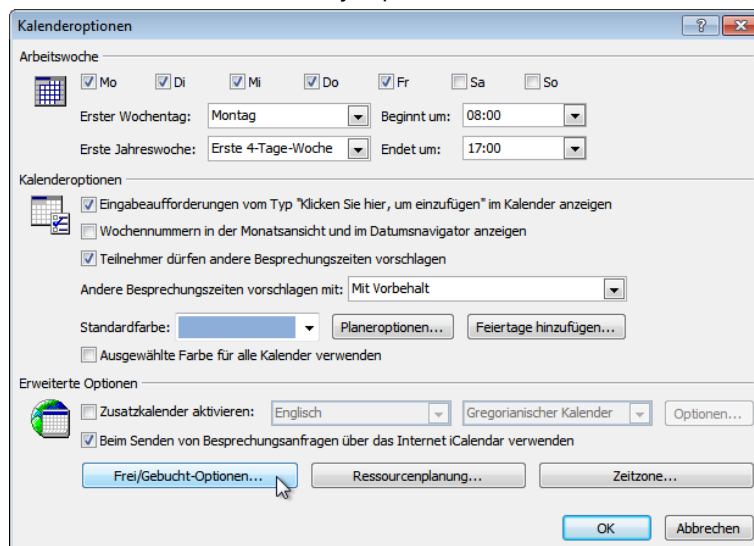 Kalenderoptionen
Arbeitswoche
Mo Di Mi Do Fr Sa So
Erster Wochentag: Montag Beginnt um: 08:00
Erste Jahreswoche: Erste 4-Tage-Woche Endet um: 17:00
Kalenderoptionen
Eingabeaufforderungen vom Typ "Klicken Sie hier, um einzufügen" im Kalender anzeigen
Wochennummern in der Monatsansicht und im Datumsnavigator anzeigen
Teilnehmer dürfen andere Besprechungszeiten vorschlagen
Andere Besprechungszeiten vorschlagen mit: Mit Vorbehalt
Standardfarbe: Planeroptionen... Feiertage hinzufügen...
Ausgewählte Farbe für alle Kalender verwenden
Erweiterte Optionen
Zusatzkalender aktivieren: Englisch Gregorianischer Kalender Optionen...
Beim Senden von Besprechungsanfragen über das Internet iCalendar verwenden
Frei/Gebucht-Optionen... Ressourcenplanung... Zeitzone...
OK Abbrechen